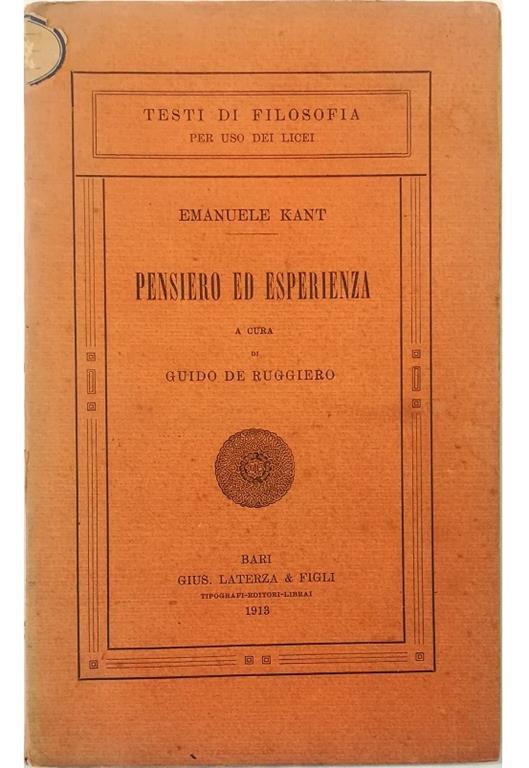 TESTI DI FILOSOFIA
PER USO DEI LICEI
EMANUELE KANT
PENSIERO ED ESPERIENZA
A CURA
DI
GUIDO DE RUGGIERO
BARI
GIUS. LATERZA & FIGLI
TIPOGRAFI-EDITORI-LIBRAI
1913